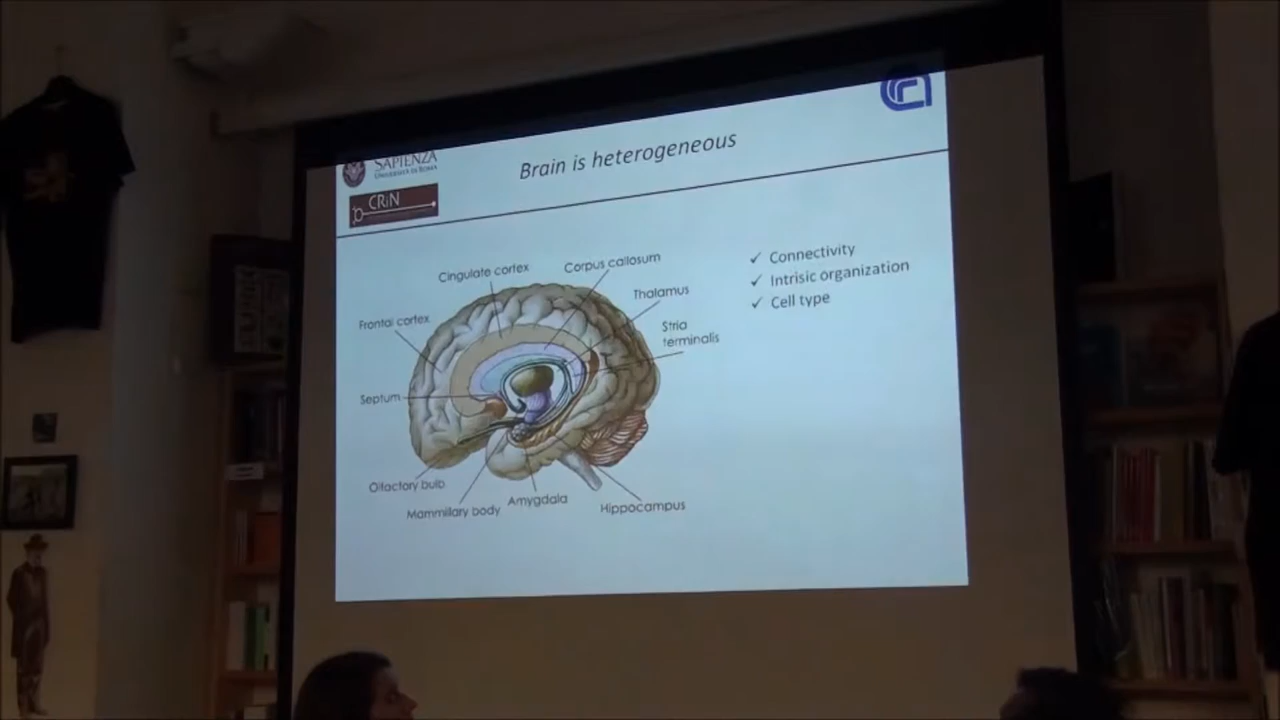 SAPIENZA
UNIVERSITÀ DI ROMA
CRiN
Brain is heterogeneous
Cingulate cortex
Corpus callosum
Thalamus
Stria
terminalis
Frontal cortex
Septum
Olfactory bulb
Mammillary body
Amygdala
Hippocampus
✓ Connectivity
✓ Intrisic organization
✓ Cell type